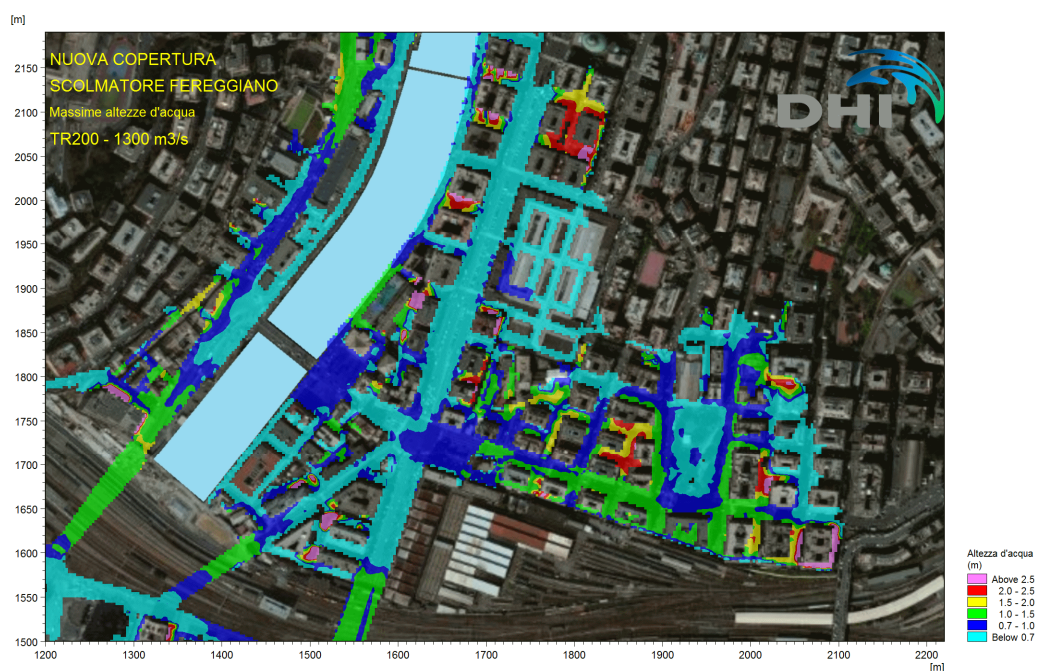 [m]
NUOVA COPERTURA
SCOLMATORE FEREGGIANO
Massime altezze d'acqua
TR200 - 1300 m3/s
DHI
2150
2100
2050
2000
1950
1900
1850
1800
1750
1700
1650
1600
1550
1500
1200 1300 1400 1500 1600 1700 1800 1900 2000 2100 2200
[m]
Altezza d'acqua
(m)
Above 2.5
2.0 - 2.5
1.5 - 2.0
1.0 - 1.5
0.7 - 1.0
Below 0.7